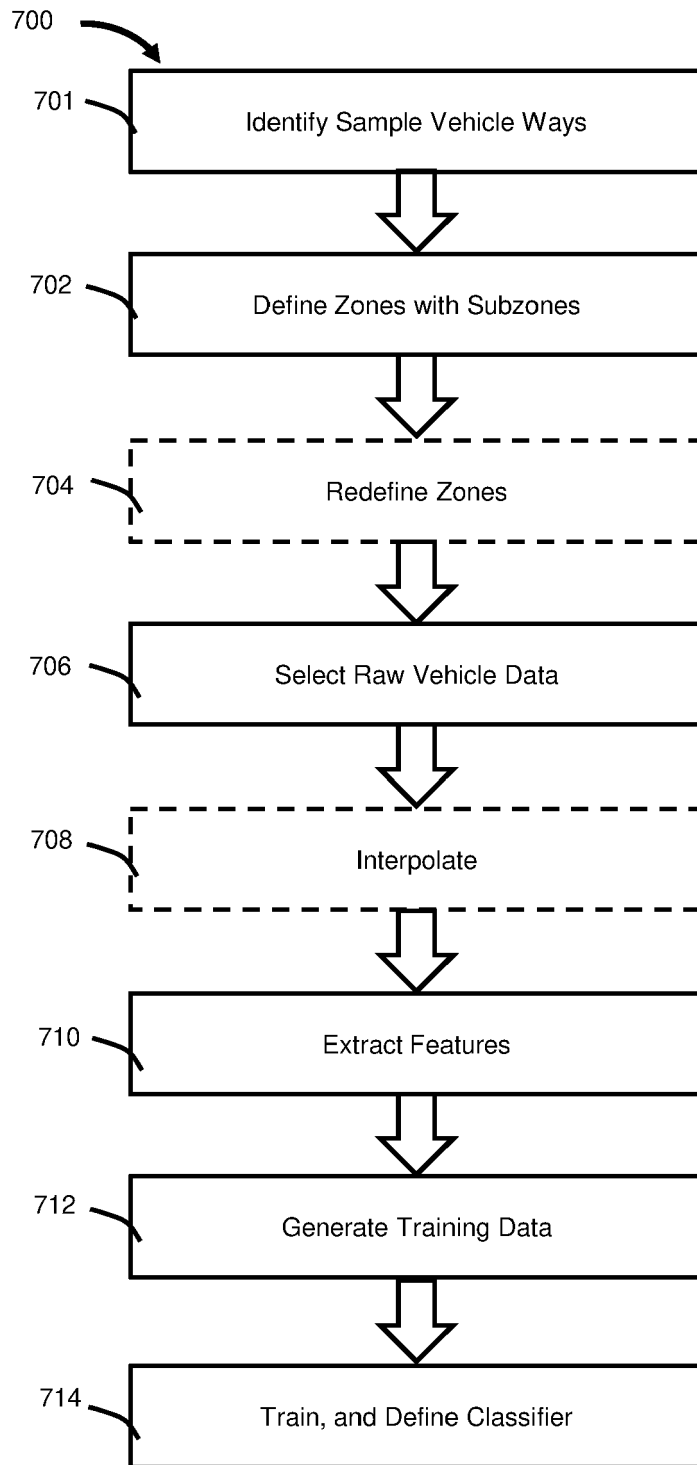 700
701
Identify Sample Vehicle Ways
702
Define Zones with Subzones
704
Redefine Zones
706
Select Raw Vehicle Data
708
Interpolate
710
Extract Features
712
Generate Training Data
714
Train, and Define Classifier